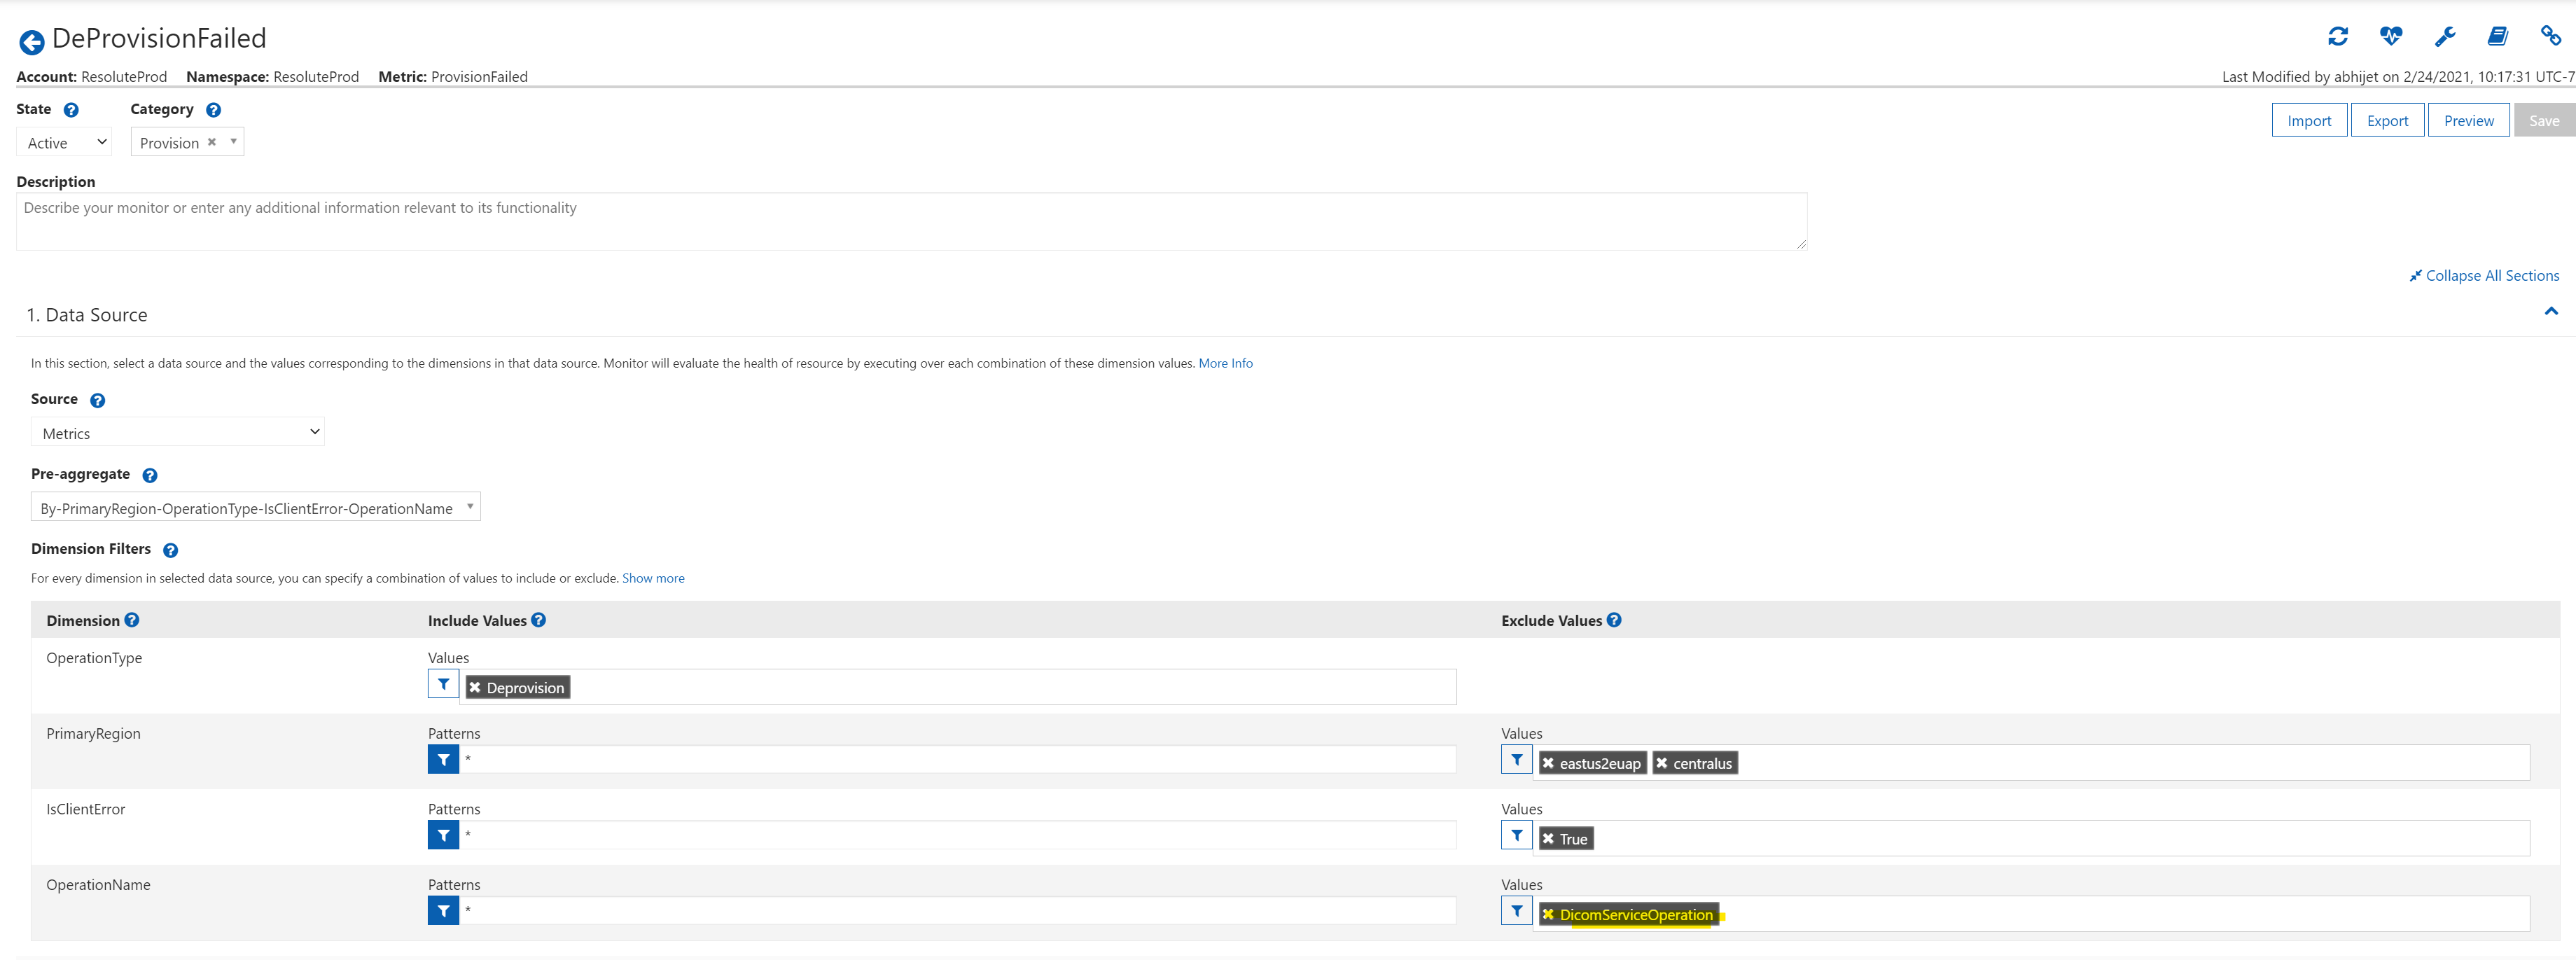 DeProvisionFailed
Account: ResoluteProd Namespace: ResoluteProd Metric: ProvisionFailed
Last Modified by abhijet on 2/24/2021, 10:17:31 UTC-7
State Category
Active Provision
Import Export Preview Save
Description
Describe your monitor or enter any additional information relevant to its functionality
Collapse All Sections
1. Data Source
In this section, select a data source and the values corresponding to the dimensions in that data source. Monitor will evaluate the health of resource by executing over each combination of these dimension values. More Info
Source
Metrics
Pre-aggregate
By-PrimaryRegion-OperationType-IsClientError-OperationName
Dimension Filters
For every dimension in selected data source, you can specify a combination of values to include or exclude. Show more
Dimension Include Values Exclude Values
OperationType Values
Deprovision
PrimaryRegion Patterns Values
* eastus2euap centralus
IsClientError Patterns Values
* True
OperationName Patterns Values
* DicomServiceOperation